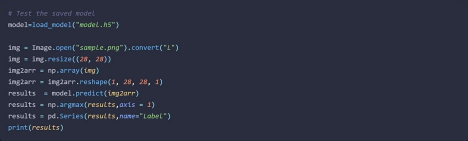 # Test the saved model
model=load_model("model.h5")
img = Image.open("sample.png").convert("L")
img = img.resize((28, 28))
img2arr = np.array(img)
img2arr = img2arr.reshape(1, 28, 28, 1)
results  = model.predict(img2arr)
results = np.argmax(results,axis = 1)
results = pd.Series(results,name="Label")
print(results)